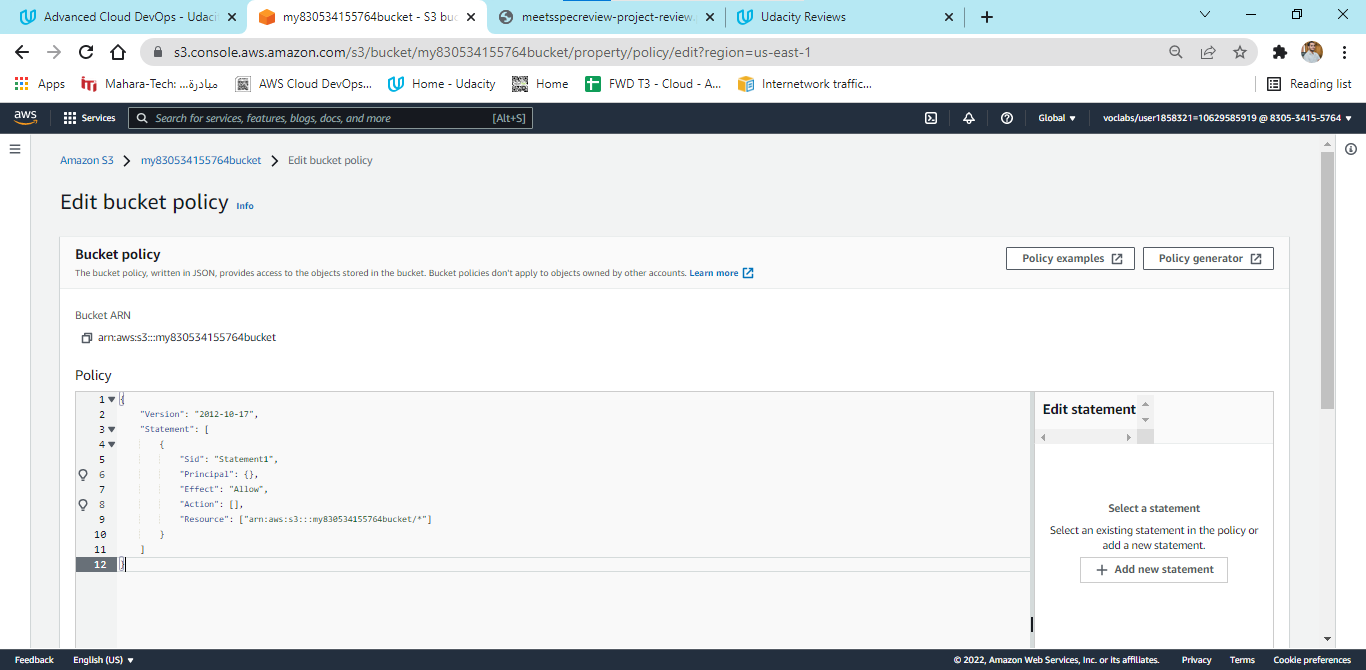 Advanced Cloud DevOps - Udaci
my830534155764bucket - S3 buc
meetsspecreview-project-review.
Udacity Reviews
s3.console.aws.amazon.com/s3/bucket/my830534155764bucket/property/policy/edit?region=us-east-1
Apps
Mahara-Tech: ...مبادرة
AWS Cloud DevOps...
Home - Udacity
Home
FWD T3 - Cloud - A...
Internetwork traffic...
Reading list
aws
Services
Search for services, features, blogs, docs, and more
[Alt+S]
Global
voclabs/user1858321=10629585919 @ 8305-3415-5764
Amazon S3
my830534155764bucket
Edit bucket policy
Edit bucket policy
Info
Bucket policy
The bucket policy, written in JSON, provides access to the objects stored in the bucket. Bucket policies don't apply to objects owned by other accounts. Learn more
Policy examples
Policy generator
Bucket ARN
arn:aws:s3:::my830534155764bucket
Policy
1 {
2 "Version": "2012-10-17",
3 "Statement": [
4 {
5 "Sid": "Statement1",
6 "Principal": {},
7 "Effect": "Allow",
8 "Action": [],
9 "Resource": ["arn:aws:s3:::my830534155764bucket/*"]
10 }
11 ]
12 }
Edit statement
Select a statement
Select an existing statement in the policy or
add a new statement.
Add new statement
Feedback
English (US)
© 2022, Amazon Web Services, Inc. or its affiliates.
Privacy
Terms
Cookie preferences